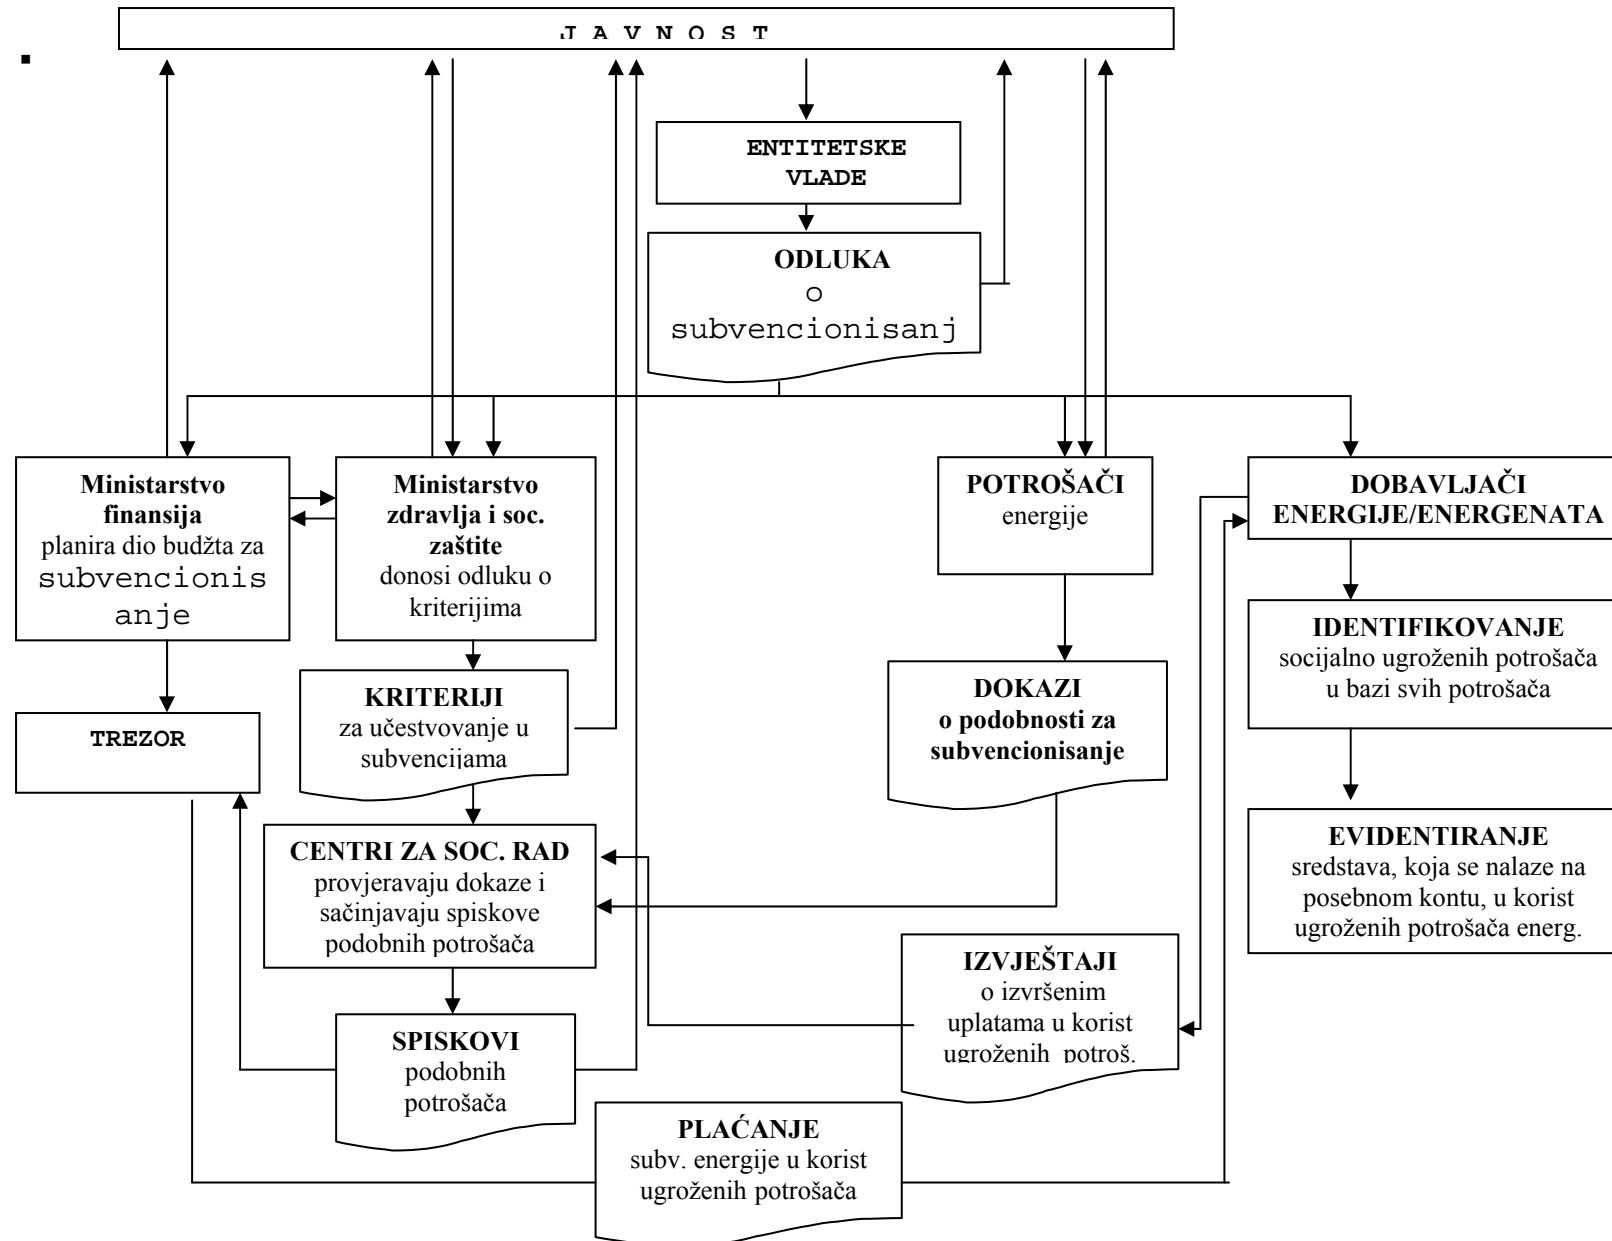 J A V N O S T
▪
ENTITETSKE
VLADE
ODLUKA
o
subvencionisanj
Ministarstvo
finansija
planira dio budžta za
subvencionis
anje
Ministarstvo
zdravlja i soc.
zaštite
donosi odluku o
kriterijima
POTROŠAČI
energije
DOBAVLJAČI
ENERGIJE/ENERGENATA
TREZOR
KRITERIJI
za učestvovanje u
subvencijama
DOKAZI
o podobnosti za
subvencionisanje
IDENTIFIKOVANJE
socijalno ugroženih potrošača
u bazi svih potrošača
CENTRI ZA SOC. RAD
provjeravaju dokaze i
sačinjavaju spiskove
podobnih potrošača
EVIDENTIRANJE
sredstava, koja se nalaze na
posebnom kontu, u korist
ugroženih potrošača energ.
IZVJEŠTAJI
o izvršenim
uplatama u korist
ugroženih potroš.
SPISKOVI
podobnih
potrošača
PLAĆANJE
subv. energije u korist
ugroženih potrošača